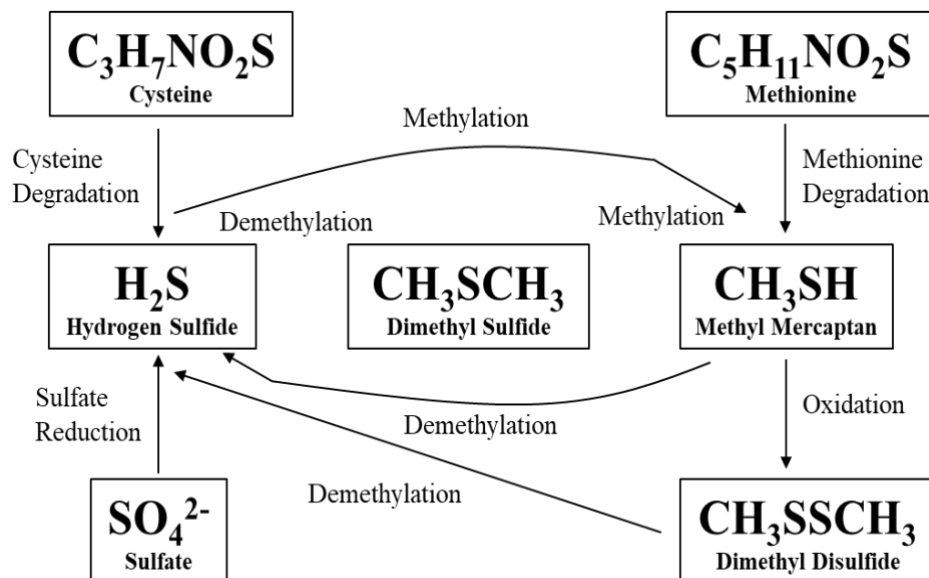 C₃H₇NO₂S
Cysteine
C₅H₁₁NO₂S
Methionine
Methylation
Cysteine
Degradation
Methionine
Degradation
Demethylation
Methylation
H₂S
Hydrogen Sulfide
CH₃SCH₃
Dimethyl Sulfide
CH₃SH
Methyl Mercaptan
Sulfate
Reduction
Demethylation
Oxidation
Demethylation
SO₄²⁻
Sulfate
CH₃SSCH₃
Dimethyl Disulfide